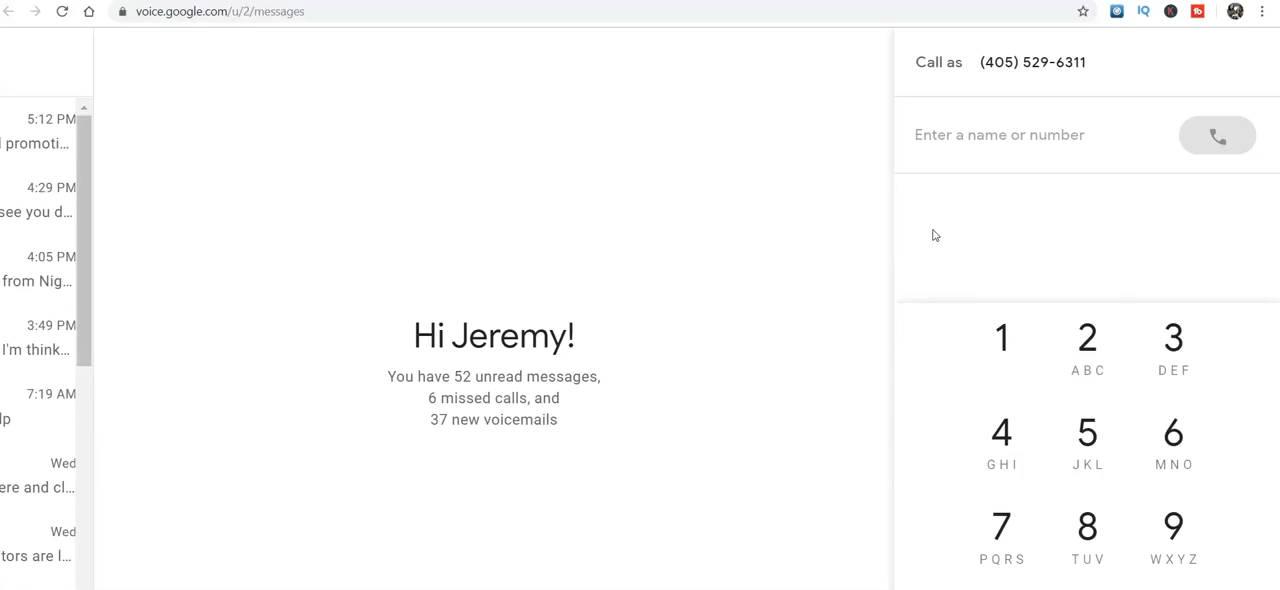 voice.google.com/u/2/messages
IQ
K
tb
5:12 PM
promoti...
4:29 PM
see you d...
4:05 PM
from Nig...
3:49 PM
I'm think...
7:19 AM
lp
Wed
ere and cl...
Wed
tors are l...
Hi Jeremy!
You have 52 unread messages,
6 missed calls, and
37 new voicemails
Call as (405) 529-6311
Enter a name or number
1 2 3
ABC DEF
4 5 6
GHI JKL MNO
7 8 9
PQRS TUV WXYZ